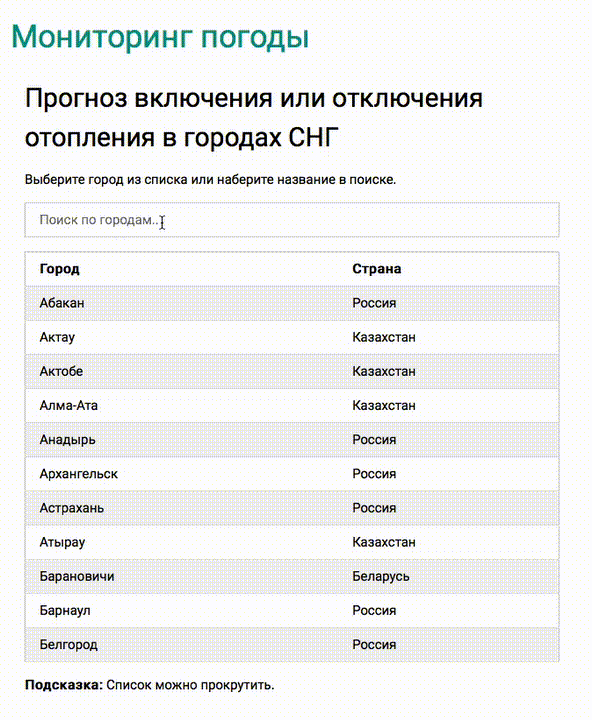 Мониторинг погоды
Прогноз включения или отключения
отопления в городах СНГ
Выберите город из списка или наберите название в поиске.
Поиск по городам...
Город Страна
Абакан Россия
Актау Казахстан
Актобе Казахстан
Алма-Ата Казахстан
Анадырь Россия
Архангельск Россия
Астрахань Россия
Атырау Казахстан
Барановичи Беларусь
Барнаул Россия
Белгород Россия
Подсказка: Список можно прокрутить.